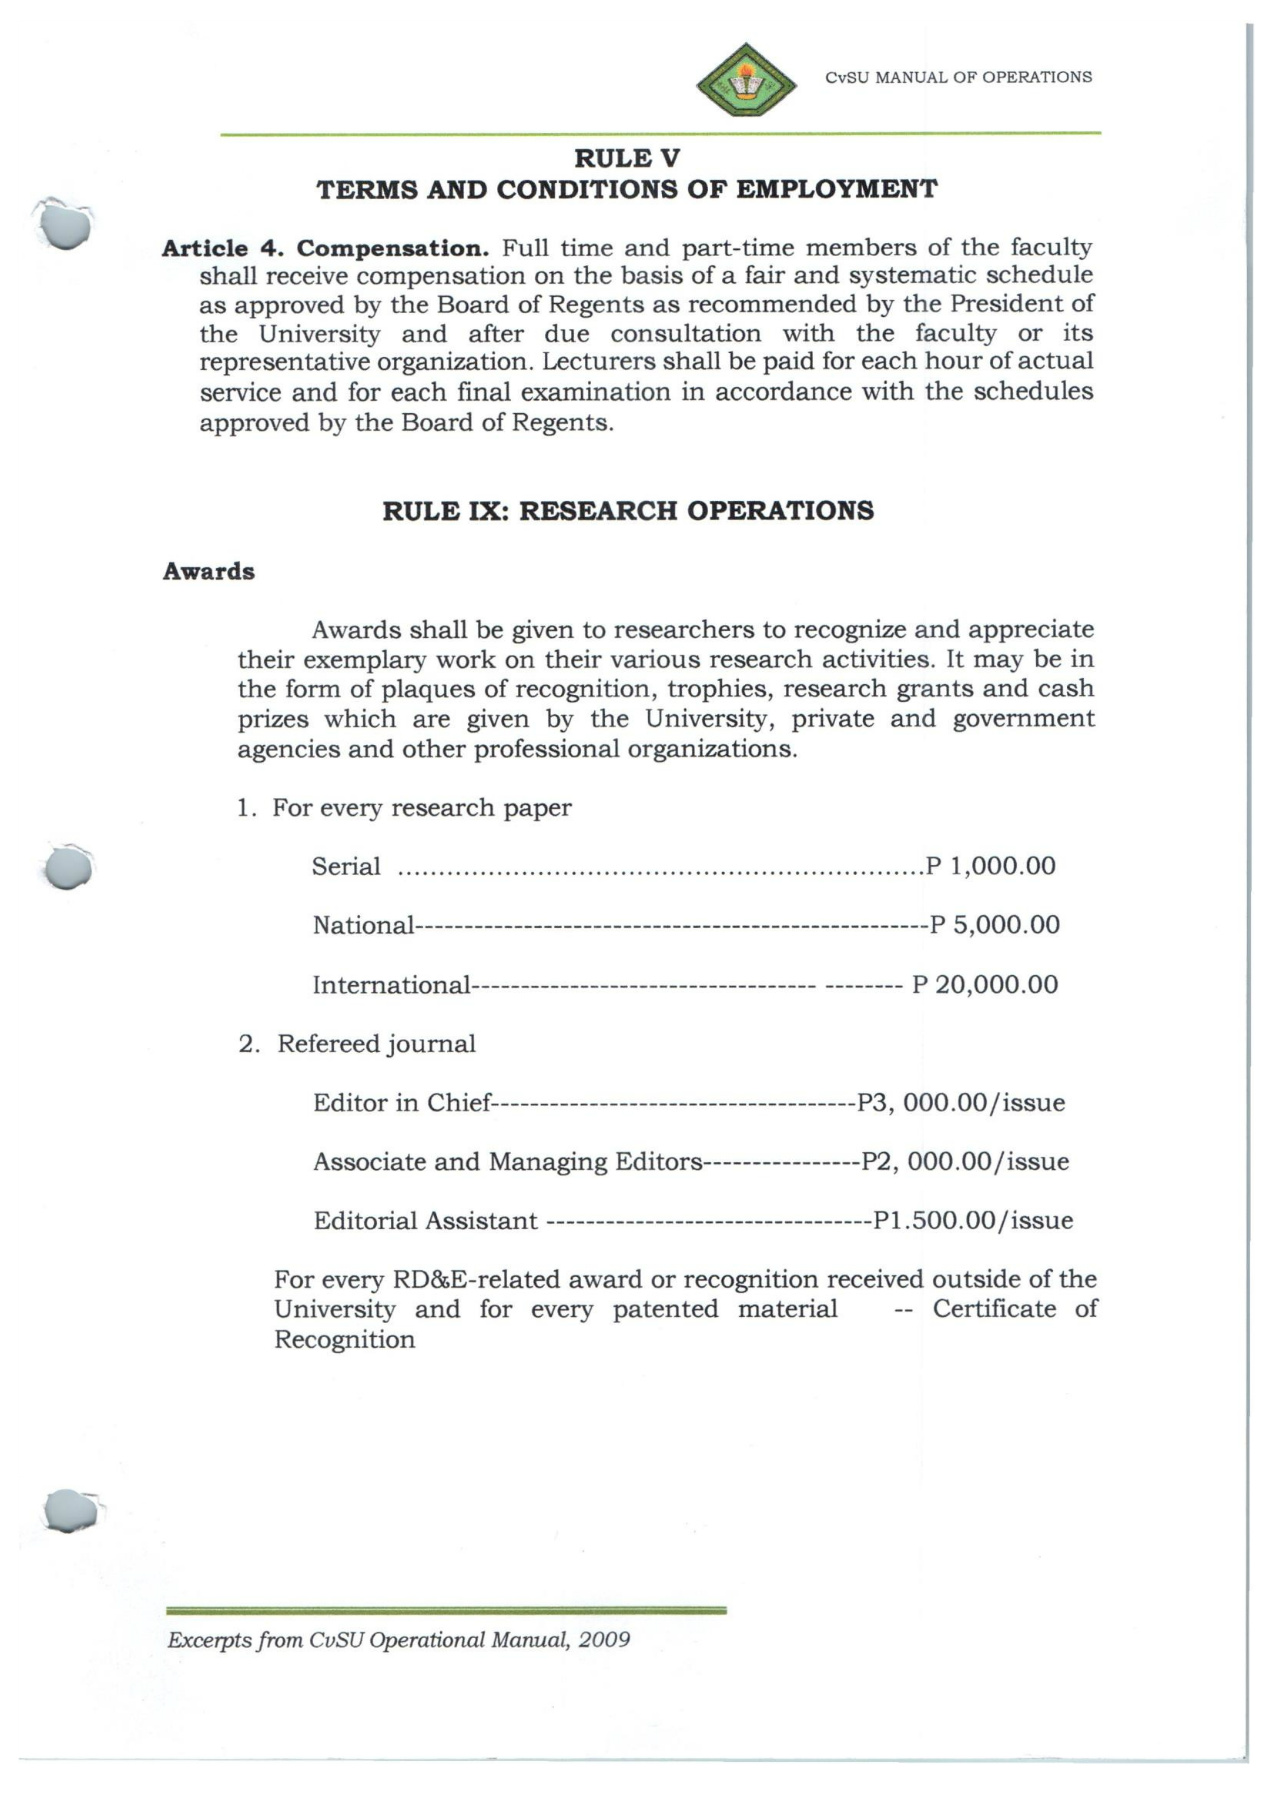 CvSU MANUAL OF OPERATIONS
RULE V
TERMS AND CONDITIONS OF EMPLOYMENT
Article 4. Compensation. Full time and part-time members of the faculty
shall receive compensation on the basis of a fair and systematic schedule
as approved by the Board of Regents as recommended by the President of
the University and after due consultation with the faculty or its
representative organization. Lecturers shall be paid for each hour of actual
service and for each final examination in accordance with the schedules
approved by the Board of Regents.
RULE IX: RESEARCH OPERATIONS
Awards
Awards shall be given to researchers to recognize and appreciate
their exemplary work on their various research activities. It may be in
the form of plaques of recognition, trophies, research grants and cash
prizes which are given by the University, private and government
agencies and other professional organizations.
1. For every research paper
Serial ................................................................P 1,000.00
National----------------------------------------------------P 5,000.00
International----------------------------------- -------- P 20,000.00
2. Refereed journal
Editor in Chief-------------------------------------P3, 000.00/issue
Associate and Managing Editors----------------P2, 000.00/issue
Editorial Assistant ---------------------------------P1.500.00/issue
For every RD&E-related award or recognition received outside of the
University and for every patented material -- Certificate of
Recognition
Excerpts from CvSU Operational Manual, 2009